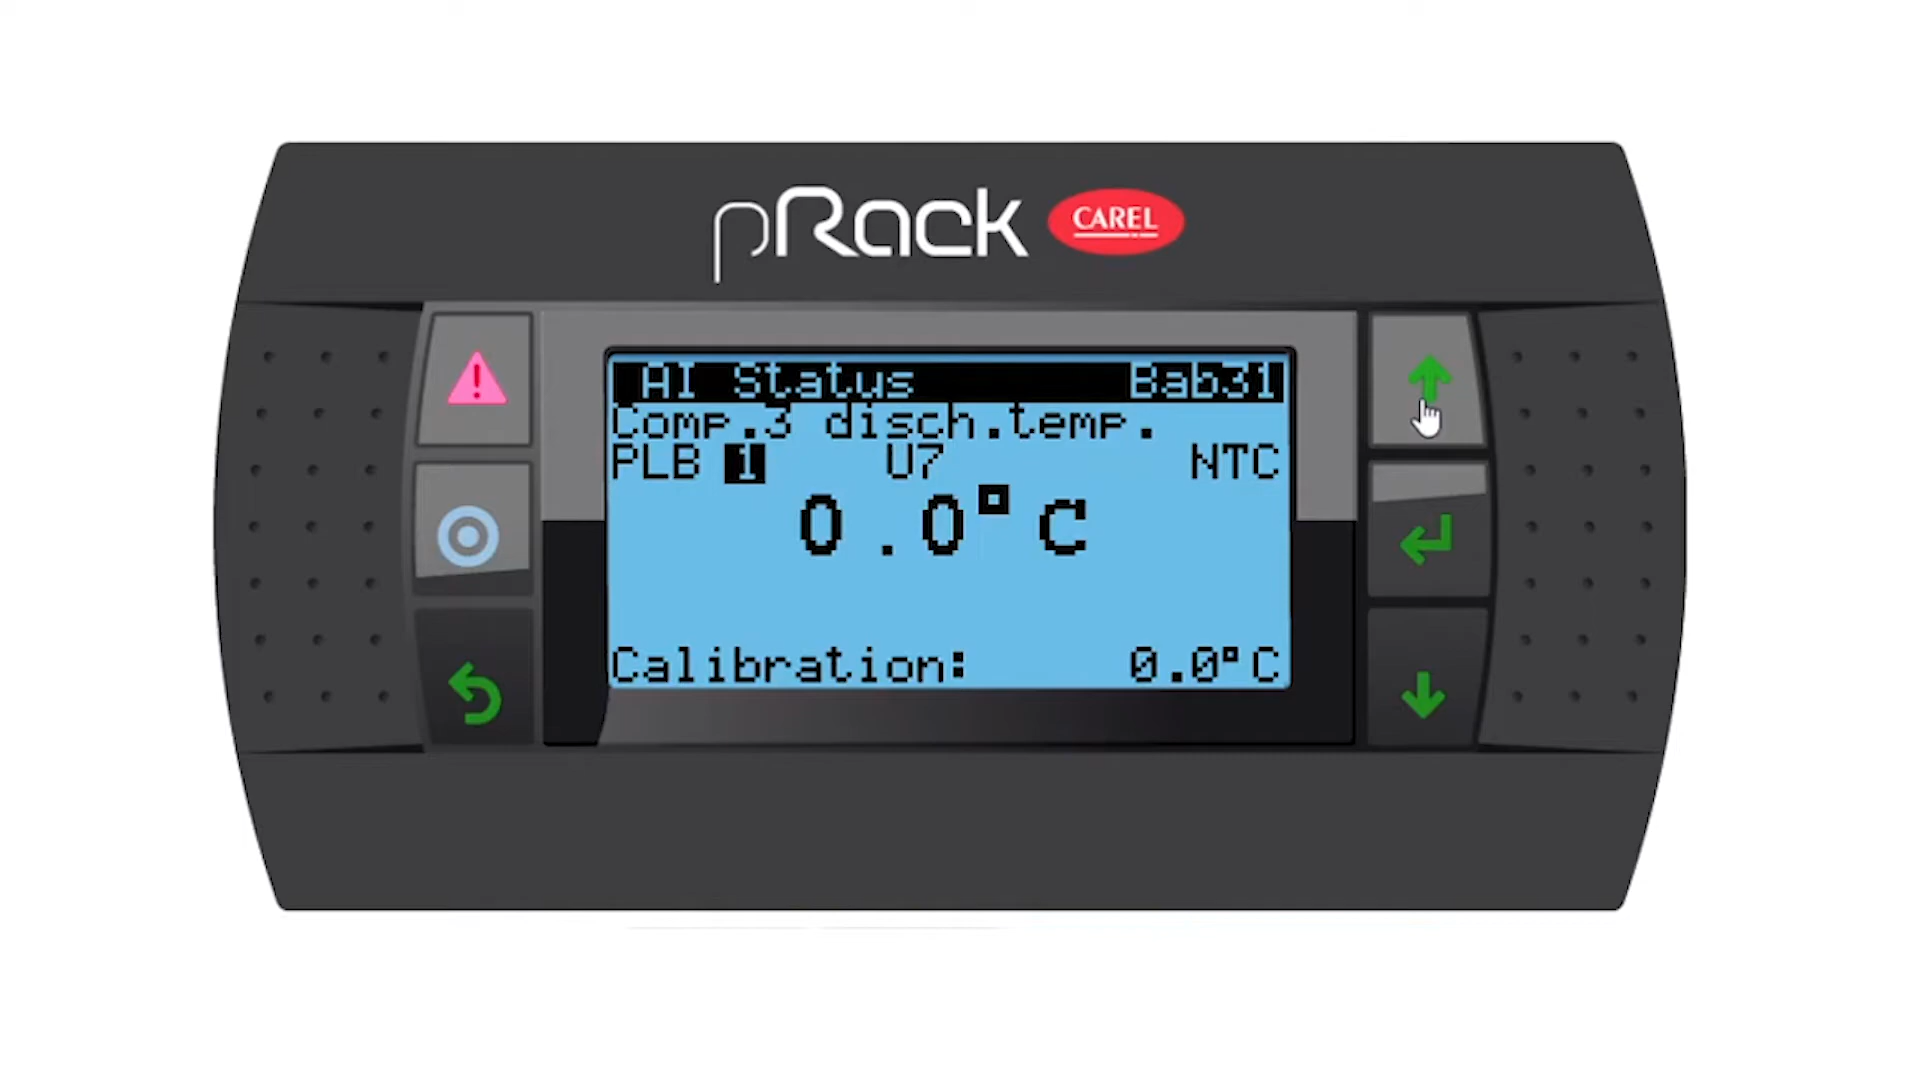 pRack CAREL
AI Status Bab31
Comp.3 disch.temp.
PLB 1 U7 NTC
0.0°C
Calibration: 0.0°C